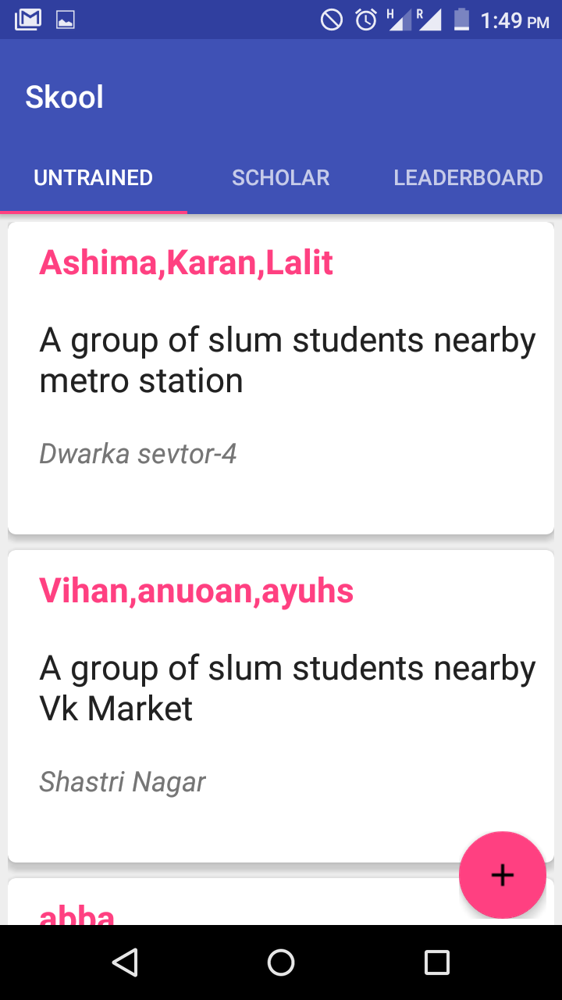 H R 1:49 PM
Skool
UNTRAINED SCHOLAR LEADERBOARD
Ashima,Karan,Lalit
A group of slum students nearby
metro station
Dwarka sevtor-4
Vihan,anuoan,ayuhs
A group of slum students nearby
Vk Market
Shastri Nagar
+
abba